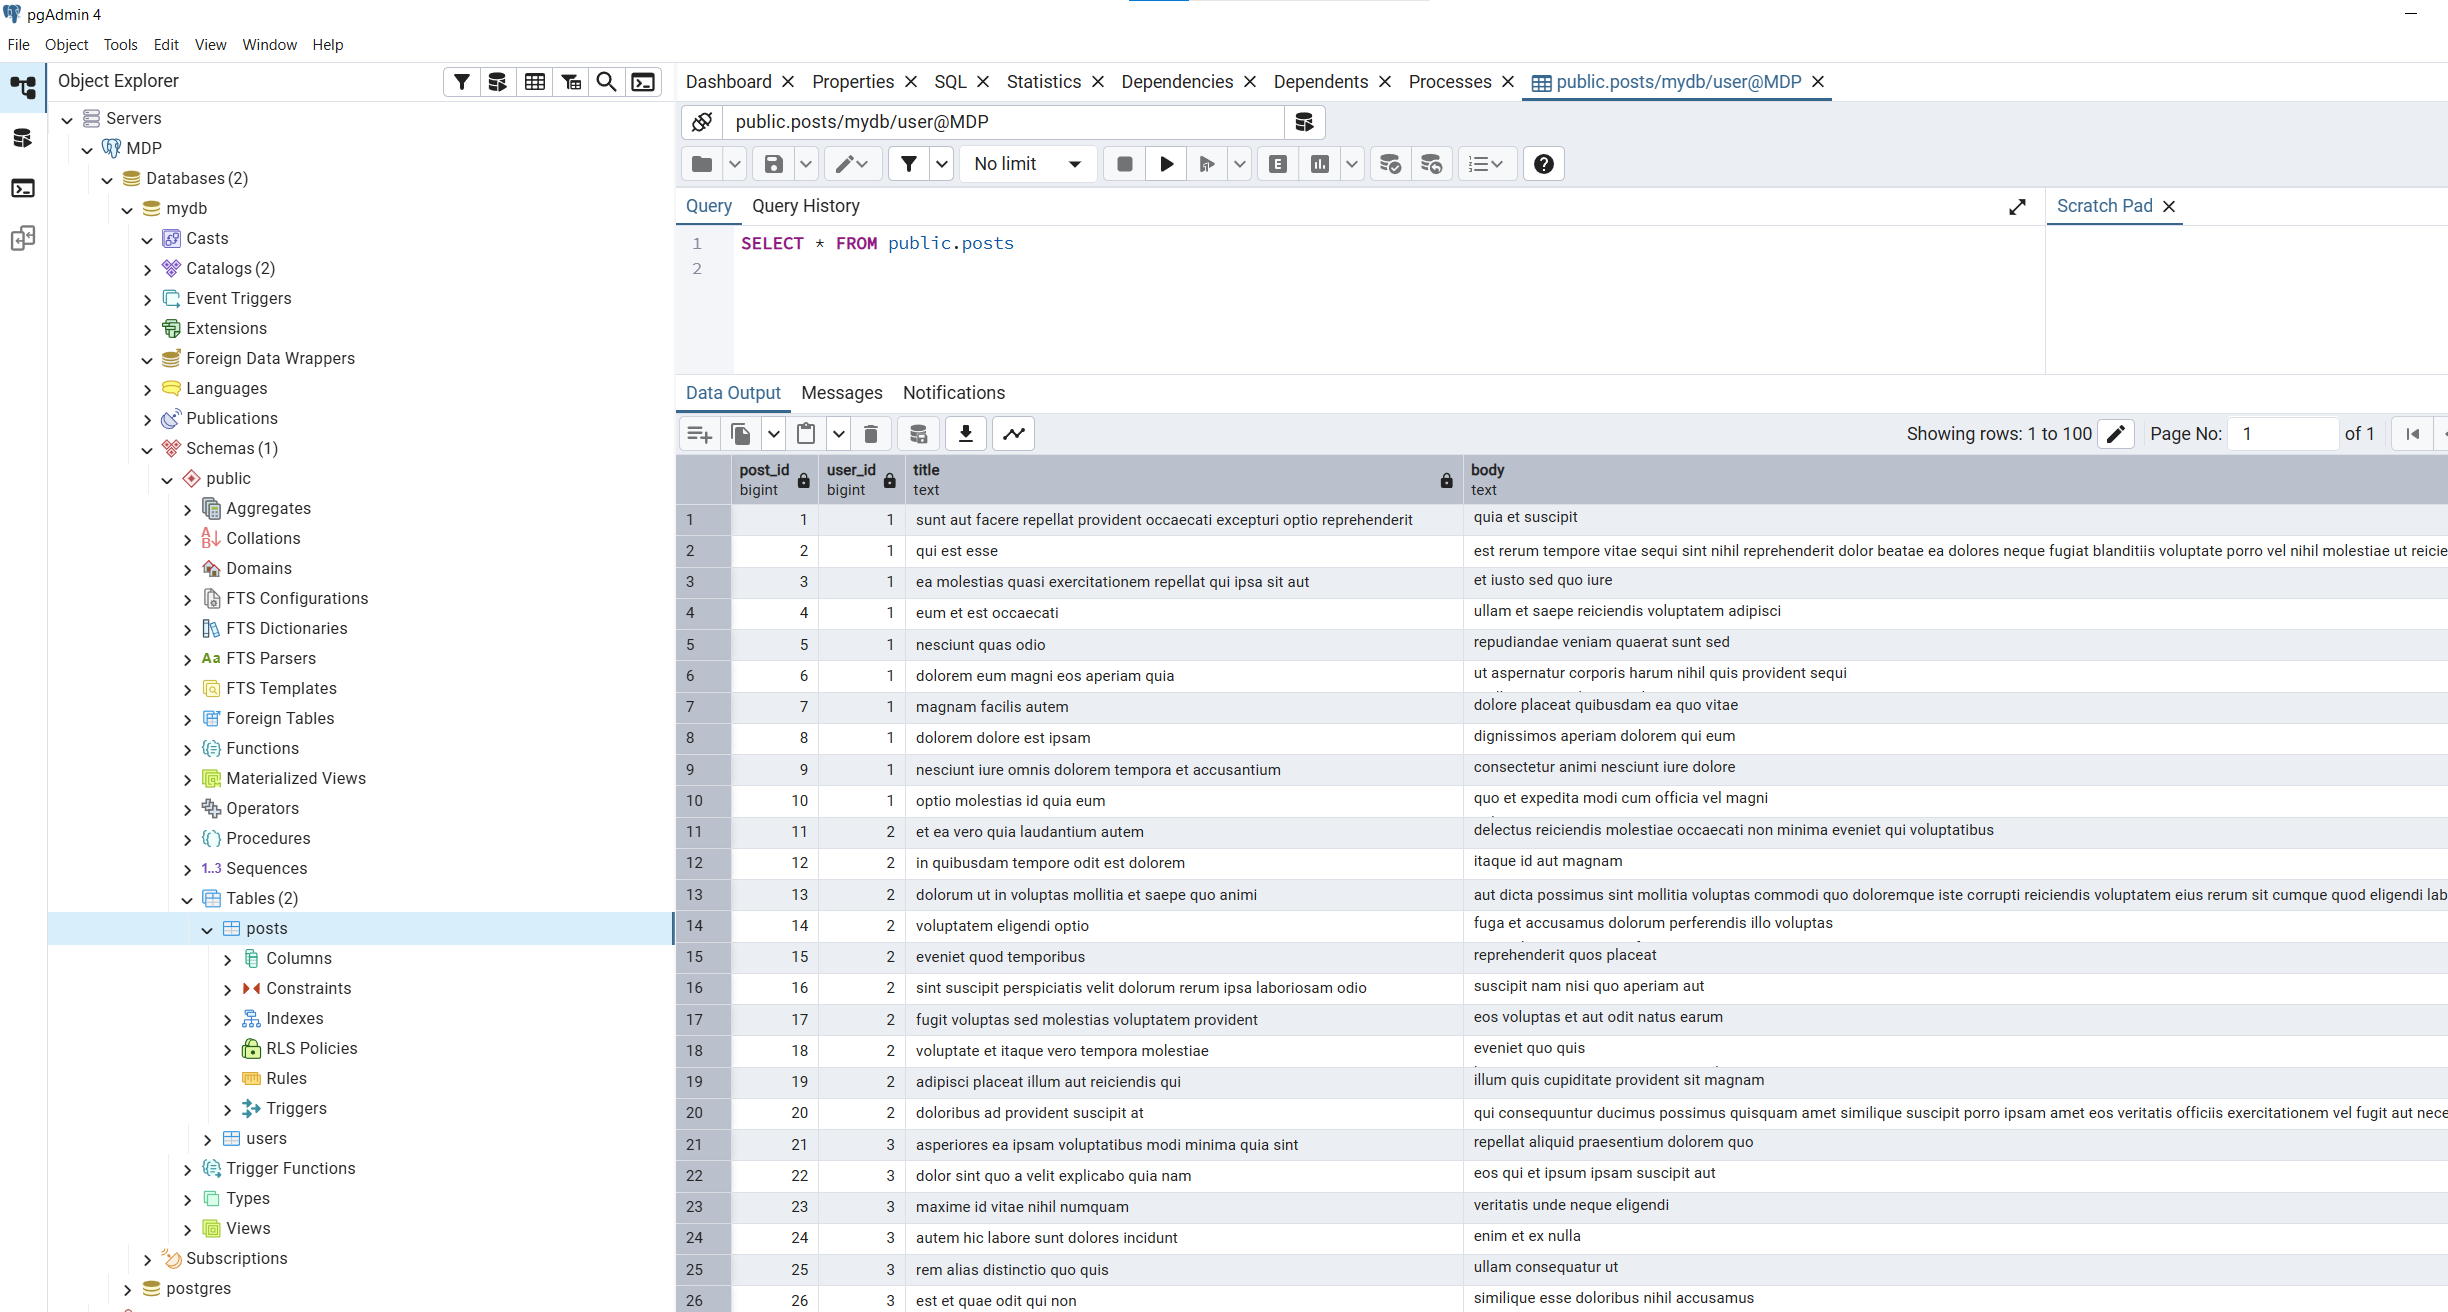 pgAdmin 4
File Object Tools Edit View Window Help
Object Explorer
Servers
MDP
Databases (2)
mydb
Casts
Catalogs (2)
Event Triggers
Extensions
Foreign Data Wrappers
Languages
Publications
Schemas (1)
public
Aggregates
Collations
Domains
FTS Configurations
FTS Dictionaries
Aa FTS Parsers
FTS Templates
Foreign Tables
Functions
Materialized Views
Operators
Procedures
1..3 Sequences
Tables (2)
posts
Columns
Constraints
Indexes
RLS Policies
Rules
Triggers
users
Trigger Functions
Types
Views
Subscriptions
postgres
Dashboard Properties SQL Statistics Dependencies Dependents Processes public.posts/mydb/user@MDP
public.posts/mydb/user@MDP
No limit E
Query Query History Scratch Pad
1 SELECT * FROM public.posts
2
Data Output Messages Notifications
Showing rows: 1 to 100 Page No: 1 of 1
post_id user_id title body
bigint bigint text text
1 1 1 sunt aut facere repellat provident occaecati excepturi optio reprehenderit quia et suscipit
2 2 1 qui est esse est rerum tempore vitae sequi sint nihil reprehenderit dolor beatae ea dolores neque fugiat blanditiis voluptate porro vel nihil molestiae ut reicie
3 3 1 ea molestias quasi exercitationem repellat qui ipsa sit aut et iusto sed quo iure
4 4 1 eum et est occaecati ullam et saepe reiciendis voluptatem adipisci
5 5 1 nesciunt quas odio repudiandae veniam quaerat sunt sed
6 6 1 dolorem eum magni eos aperiam quia ut aspernatur corporis harum nihil quis provident sequi
7 7 1 magnam facilis autem dolore placeat quibusdam ea quo vitae
8 8 1 dolorem dolore est ipsam dignissimos aperiam dolorem qui eum
9 9 1 nesciunt iure omnis dolorem tempora et accusantium consectetur animi nesciunt iure dolore
10 10 1 optio molestias id quia eum quo et expedita modi cum officia vel magni
11 11 2 et ea vero quia laudantium autem delectus reiciendis molestiae occaecati non minima eveniet qui voluptatibus
12 12 2 in quibusdam tempore odit est dolorem itaque id aut magnam
13 13 2 dolorum ut in voluptas mollitia et saepe quo animi aut dicta possimus sint mollitia voluptas commodi quo doloremque iste corrupti reiciendis voluptatem eius rerum sit cumque quod eligendi lab
14 14 2 voluptatem eligendi optio fuga et accusamus dolorum perferendis illo voluptas
15 15 2 eveniet quod temporibus reprehenderit quos placeat
16 16 2 sint suscipit perspiciatis velit dolorum rerum ipsa laboriosam odio suscipit nam nisi quo aperiam aut
17 17 2 fugit voluptas sed molestias voluptatem provident eos voluptas et aut odit natus earum
18 18 2 voluptate et itaque vero tempora molestiae eveniet quo quis
19 19 2 adipisci placeat illum aut reiciendis qui illum quis cupiditate provident sit magnam
20 20 2 doloribus ad provident suscipit at qui consequuntur ducimus possimus quisquam amet similique suscipit porro ipsam amet eos veritatis officiis exercitationem vel fugit aut nece
21 21 3 asperiores ea ipsam voluptatibus modi minima quia sint repellat aliquid praesentium dolorem quo
22 22 3 dolor sint quo a velit explicabo quia nam eos qui et ipsum ipsam suscipit aut
23 23 3 maxime id vitae nihil numquam veritatis unde neque eligendi
24 24 3 autem hic labore sunt dolores incidunt enim et ex nulla
25 25 3 rem alias distinctio quo quis ullam consequatur ut
26 26 3 est et quae odit qui non similique esse doloribus nihil accusamus